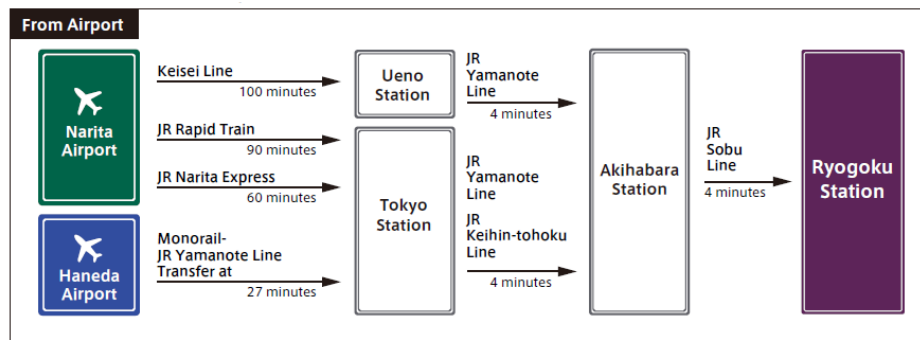 From Airport
Narita
Airport
Keisei Line
100 minutes
JR Rapid Train
90 minutes
JR Narita Express
60 minutes
Haneda
Airport
Monorail-
JR Yamanote Line
Transfer at
27 minutes
Ueno
Station
Tokyo
Station
JR
Yamanote
Line
4 minutes
JR
Yamanote
Line
JR
Keihin-tohoku
Line
4 minutes
Akihabara
Station
JR
Sobu
Line
4 minutes
Ryogoku
Station